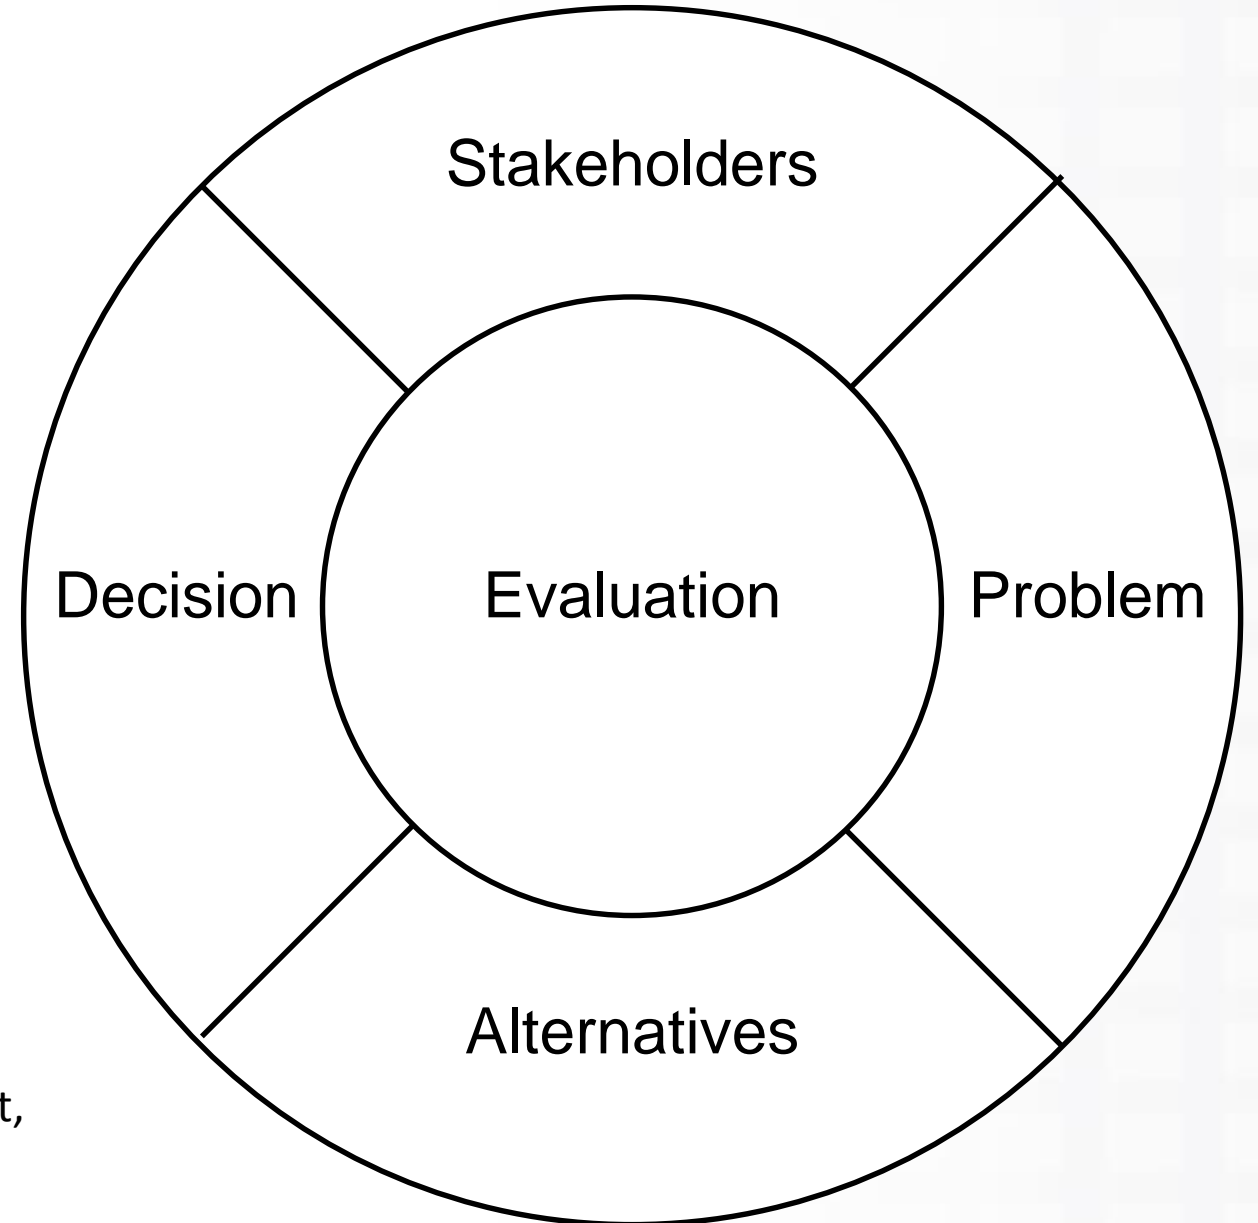 Stakeholders
Decision Evaluation Problem
Alternatives
t,